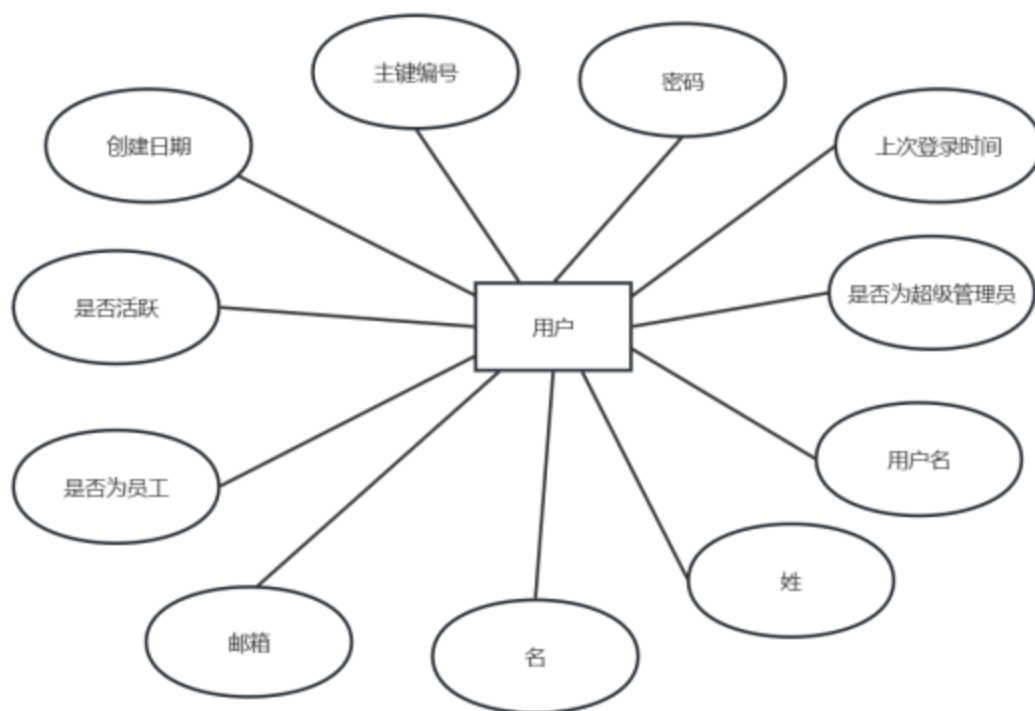 主键编号
密码
创建日期
上次登录时间
是否活跃
用户
是否为超级管理员
是否为员工
用户名
邮箱
名
姓